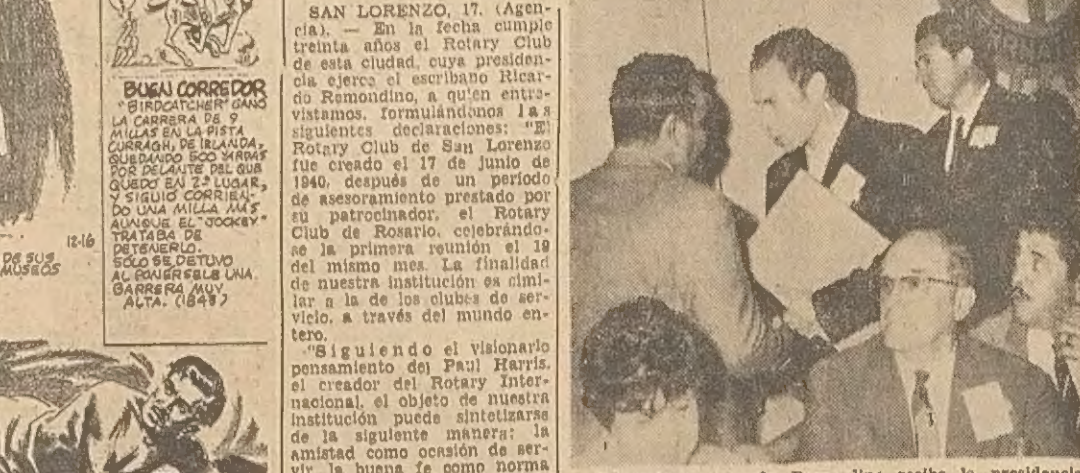 DE SUS
MUSEOS
12-16
BUEN CORREDOR
"BIRDCATCHER" GANÓ
LA CARRERA DE 9
MILLAS EN LA PISTA
CURRAGH, DE IRLANDA,
QUEDANDO 500 YARDAS
POR DELANTE DEL QUE
QUEDÓ EN 2º LUGAR,
Y SIGUIÓ CORRIEN-
DO UNA MILLA MÁS
AUNQUE EL "JOCKEY"
TRATABA DE
DETENERLO.
SÓLO SE DETUVO
AL PONERSELE UNA
BARRERA MUY
ALTA. (1848)
SAN LORENZO, 17. (Agen-
cia). — En la fecha cumple
treinta años el Rotary Club
de esta ciudad, cuya presiden-
cia ejerce el escribano Ricar-
do Remondino, a quien entre-
vistamos, formulándonos las
siguientes declaraciones: "El
Rotary Club de San Lorenzo
fue creado el 17 de junio de
1940, después de un período
de asesoramiento prestado por
su patrocinador, el Rotary
Club de Rosario, celebrándo-
se la primera reunión el 19
del mismo mes. La finalidad
de nuestra institución es cimi-
lar a la de los clubes de ser-
vicio, a través del mundo en-
tero.
"Siguiendo el visionario
pensamiento del Paul Harris,
el creador del Rotary Inter-
nacional, el objeto de nuestra
institución puede sintetizarse
de la siguiente manera: la
amistad como ocasión de ser-
vir, la buena fe como norma
recibe la presidencia